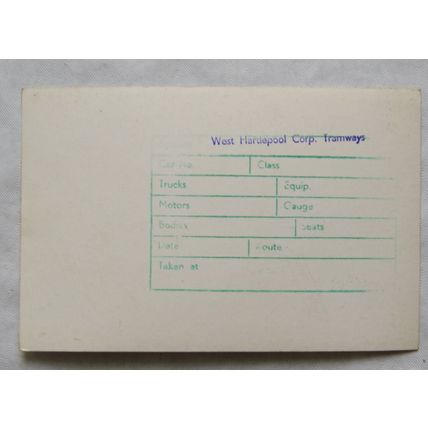 West Hartlepool Corp. Tramways
Car No. Class
Trucks Equip.
Motors Gauge
Bodies Seats
Date Route
Taken at